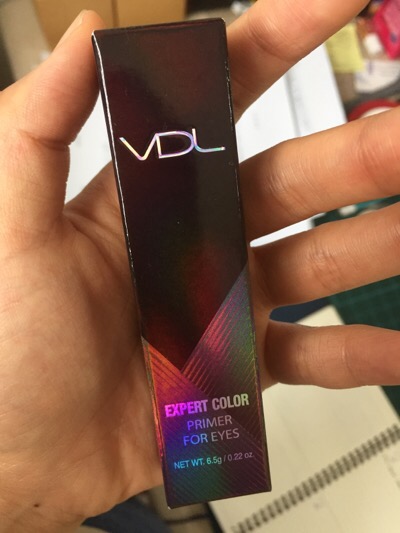 VDL
EXPERT COLOR
PRIMER
FOR EYES
NET WT. 6.5g / 0.22 oz.